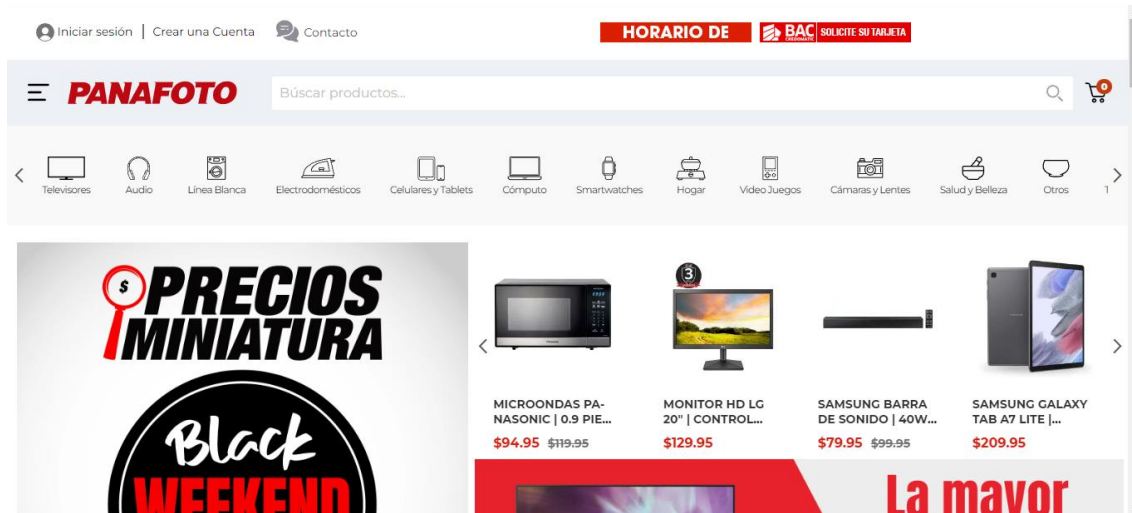 Iniciar sesión | Crear una Cuenta Contacto
HORARIO DE
BAC CREDOMATIC SOLICITE SU TARJETA
PANAFOTO
Búscar productos...
0
Televisores
Audio
Línea Blanca
Electrodomésticos
Celulares y Tablets
Cómputo
Smartwatches
Hogar
Video Juegos
Cámaras y Lentes
Salud y Belleza
Otros
$ PRECIOS
MINIATURA
Black
WEEKEND
MICROONDAS PA-
NASONIC | 0.9 PIE...
$94.95 $119.95
3
MONITOR HD LG
20" | CONTROL...
$129.95
SAMSUNG BARRA
DE SONIDO | 40W...
$79.95 $99.95
SAMSUNG GALAXY
TAB A7 LITE |...
$209.95
La mayor